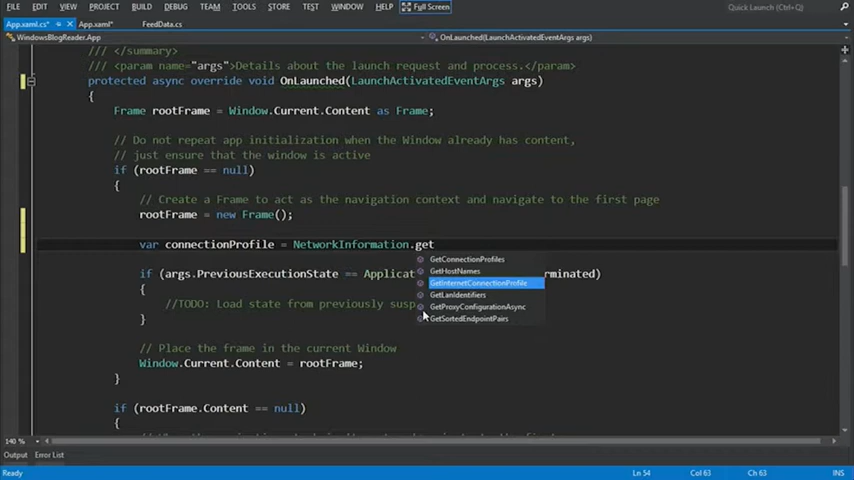 FILE EDIT VIEW PROJECT BUILD DEBUG TEAM TOOLS STORE TEST WINDOW HELP Full Screen Quick Launch (Ctrl+Q)
App.xaml.cs* App.xaml* FeedData.cs
WindowsBlogReader.App OnLaunched(LaunchActivatedEventArgs args)
/// </summary>
/// <param name="args">Details about the launch request and process.</param>
protected async override void OnLaunched(LaunchActivatedEventArgs args)
{
Frame rootFrame = Window.Current.Content as Frame;
// Do not repeat app initialization when the Window already has content,
// just ensure that the window is active
if (rootFrame == null)
{
// Create a Frame to act as the navigation context and navigate to the first page
rootFrame = new Frame();
var connectionProfile = NetworkInformation.get
GetConnectionProfiles
GetHostNames
if (args.PreviousExecutionState == Applicat rminated)
GetInternetConnectionProfile
{
GetLanIdentifiers
//TODO: Load state from previously susp
GetProxyConfigurationAsync
}
GetSortedEndpointPairs
// Place the frame in the current Window
Window.Current.Content = rootFrame;
}
if (rootFrame.Content == null)
{
140 %
Output Error List
Ready Ln 54 Col 63 Ch 63 INS